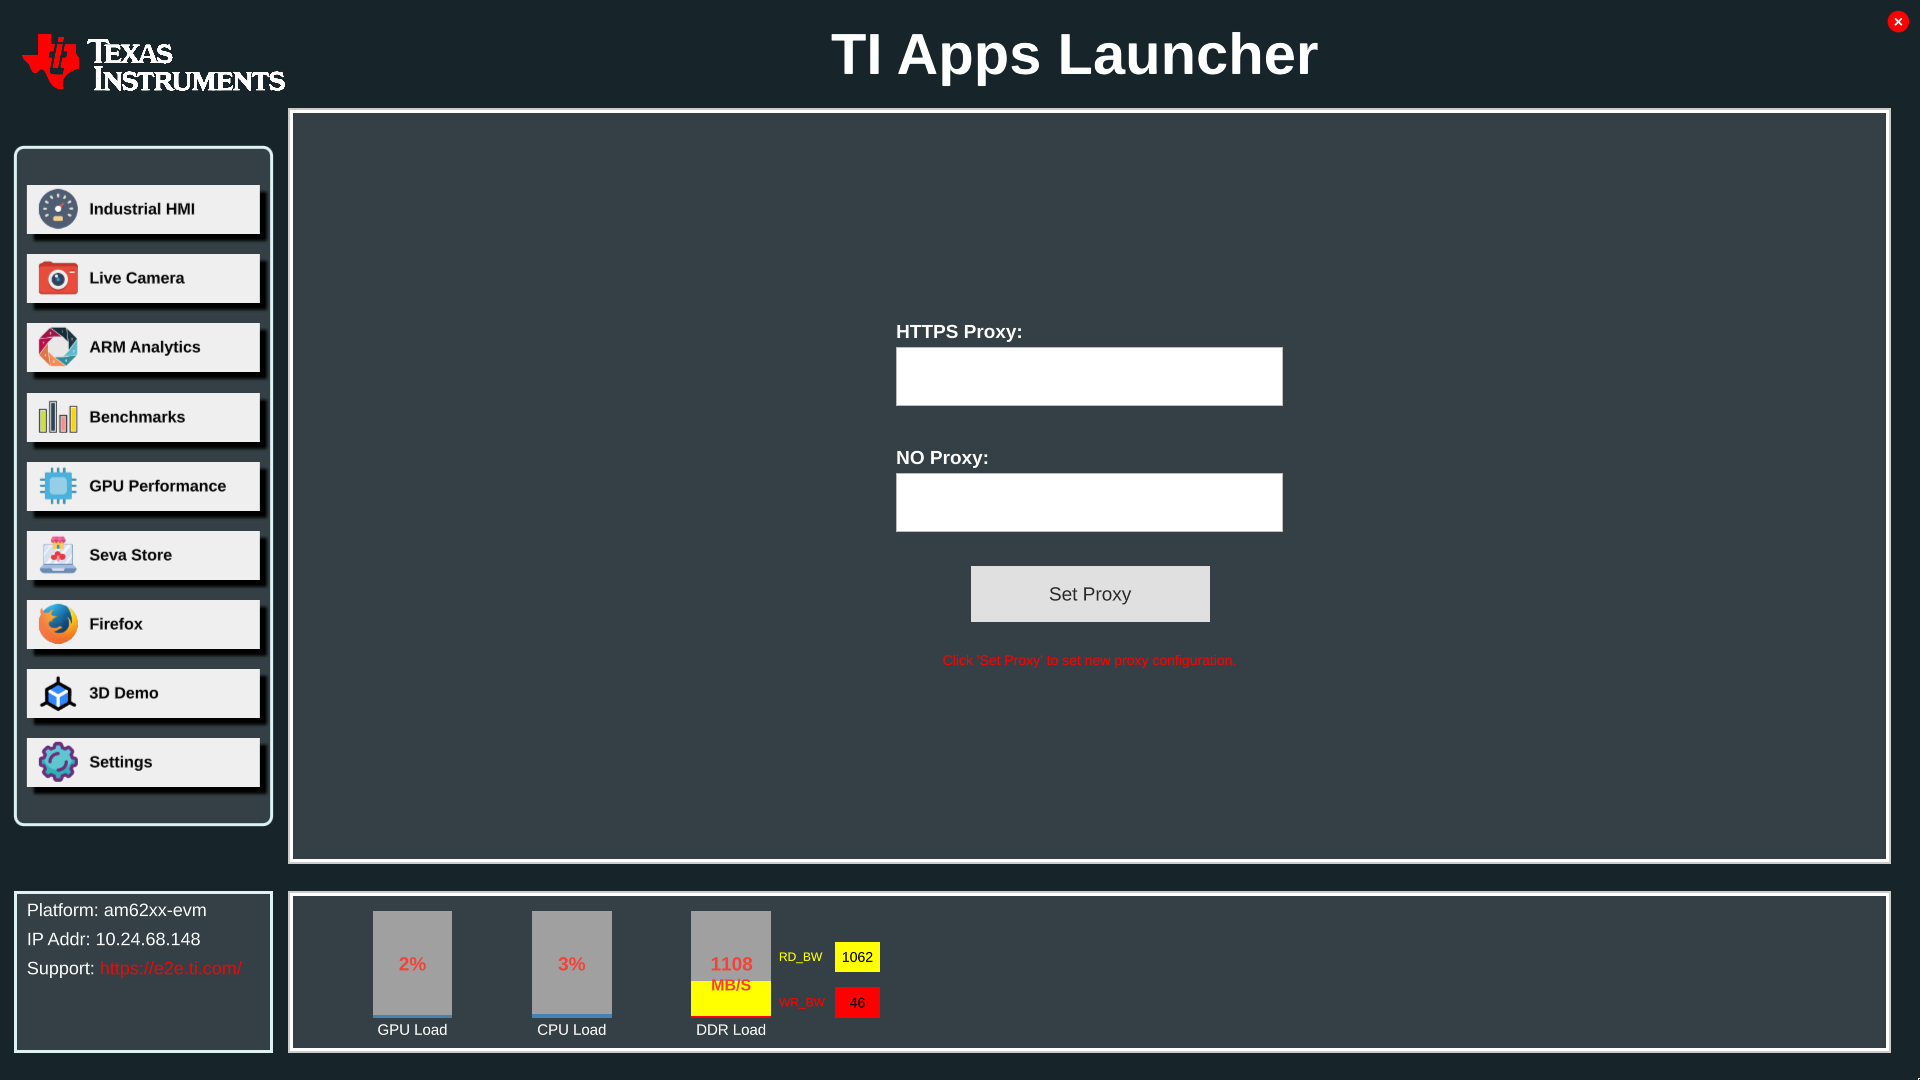 TEXAS
INSTRUMENTS
TI Apps Launcher
Industrial HMI
Live Camera
ARM Analytics
Benchmarks
GPU Performance
Seva Store
Firefox
3D Demo
Settings
HTTPS Proxy:
NO Proxy:
Set Proxy
Click 'Set Proxy' to set new proxy configuration.
Platform: am62xx-evm
IP Addr: 10.24.68.148
Support: https://e2e.ti.com/
2%
GPU Load
3%
CPU Load
1108
MB/S
DDR Load
RD_BW 1062
WR_BW 46